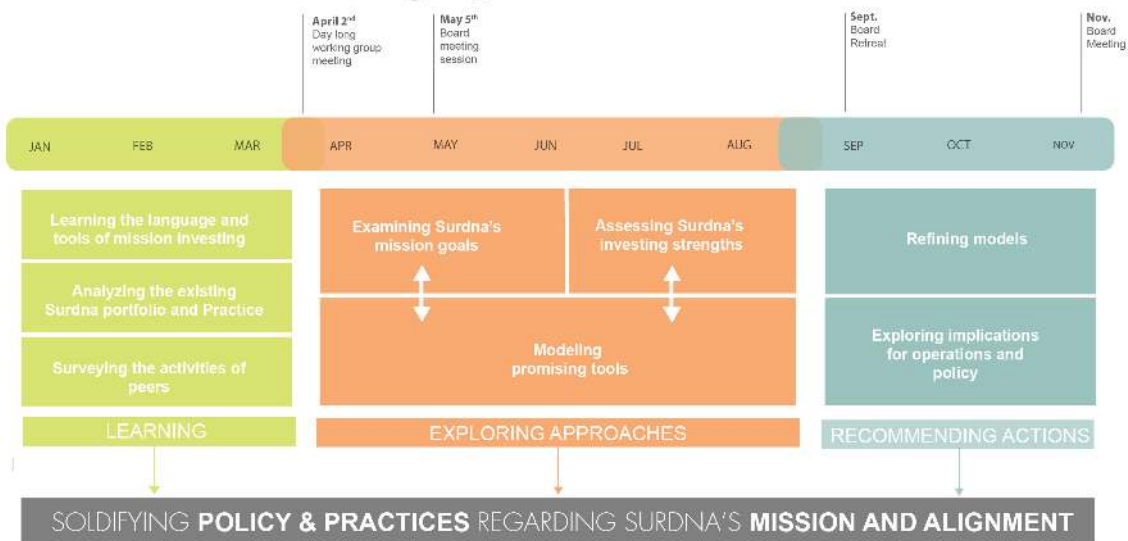 April 2nd
Day long
working group
meeting
May 5th
Board
meeting
session
Sept.
Board
Retreat
Nov.
Board
Meeting
JAN FEB MAR APR MAY JUN JUL AUG SEP OCT NOV
Learning the language and
tools of mission investing
Analyzing the existing
Surdna portfolio and Practice
Surveying the activities of
peers
Examining Surdna's
mission goals
Assessing Surdna's
investing strengths
Modeling
promising tools
Refining models
Exploring implications
for operations and
policy
LEARNING
EXPLORING APPROACHES
RECOMMENDING ACTIONS
SOLDIFYING POLICY & PRACTICES REGARDING SURDNA'S MISSION AND ALIGNMENT